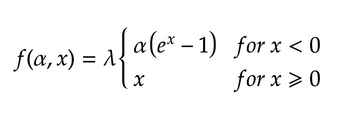 f(α, x) = λ{ α(eˣ – 1) for x < 0
x for x ⩾ 0